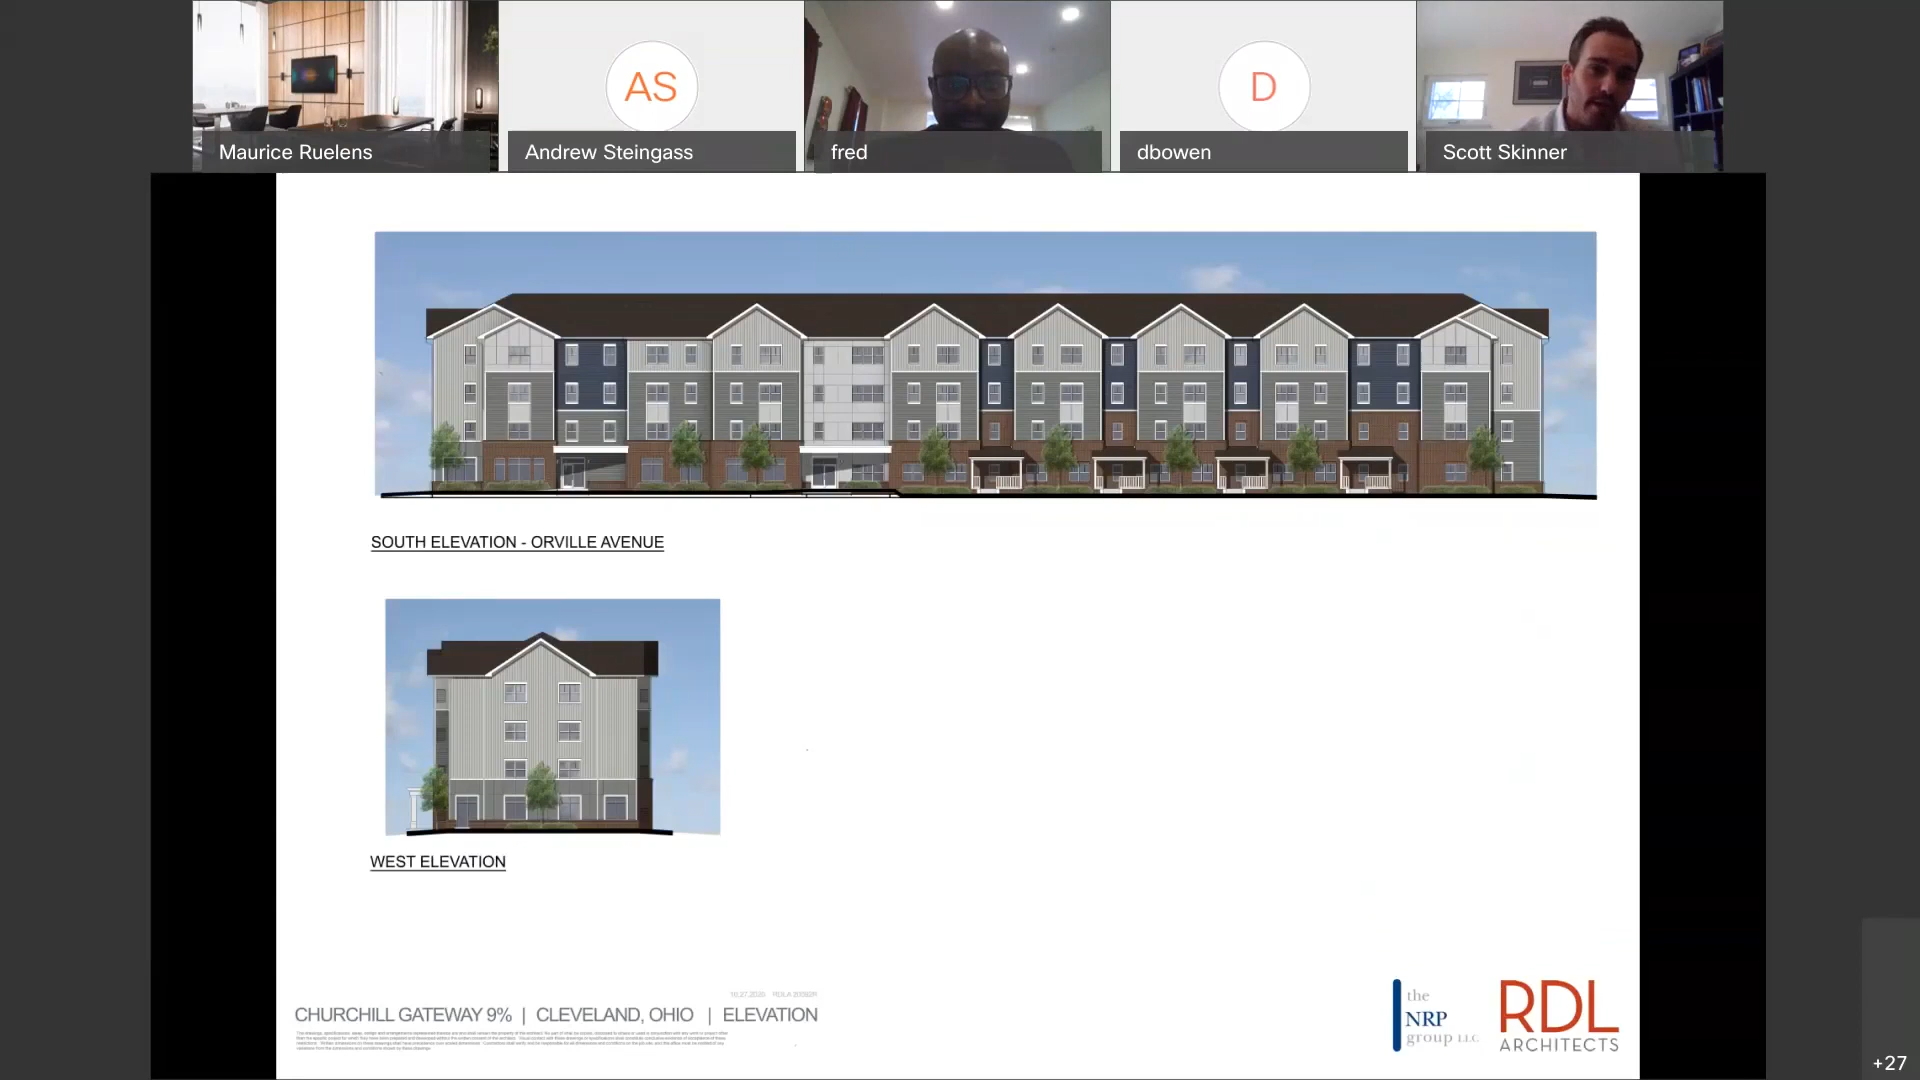 AS
D
Maurice Ruelens
Andrew Steingass
fred
dbowen
Scott Skinner
SOUTH ELEVATION - ORVILLE AVENUE
WEST ELEVATION
CHURCHILL GATEWAY 9% | CLEVELAND, OHIO | ELEVATION
the
NRP
group LLC
RDL
ARCHITECTS
+27